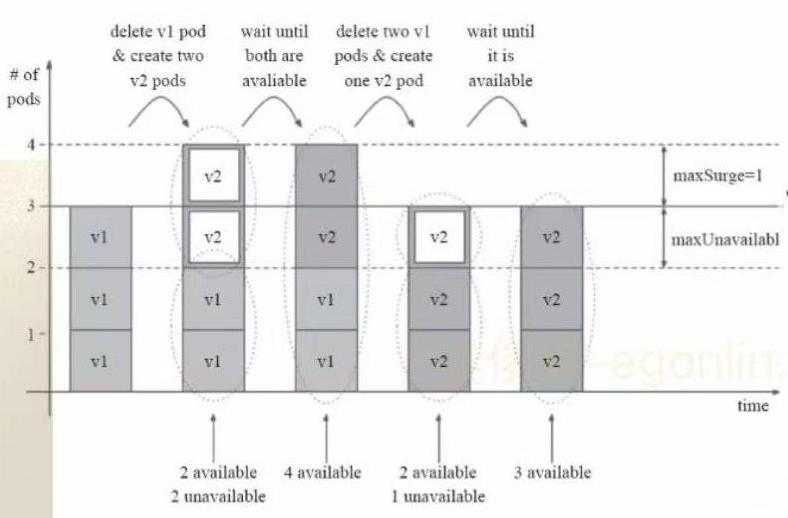 delete v1 pod
& create two
v2 pods
wait until
both are
avaliable
delete two v1
pods & create
one v2 pod
wait until
it is
available
# of
pods
4
3
2
1
v1
v1
v1
v2
v2
v1
v1
v2
v2
v1
v1
v2
v2
v2
v2
v2
v2
maxSurge=1
maxUnavailabl
-egonlin
time
2 available
2 unavailable
4 available
2 available
1 unavailable
3 available